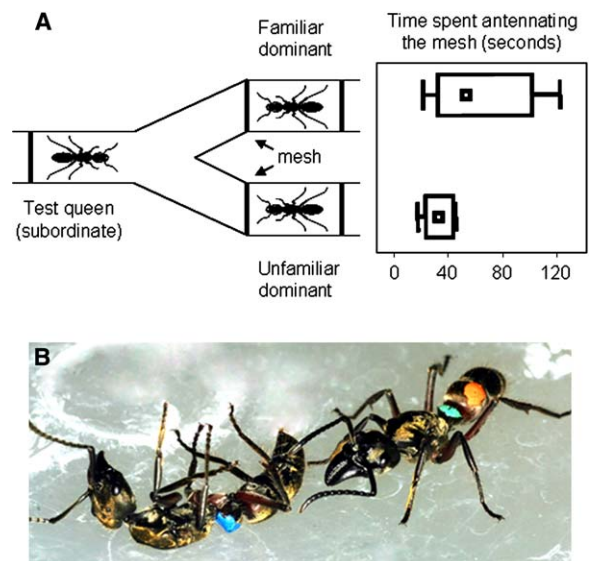 A
Familiar
dominant
Time spent antennating
the mesh (seconds)
mesh
Test queen
(subordinate)
Unfamiliar
dominant
0 40 80 120
B